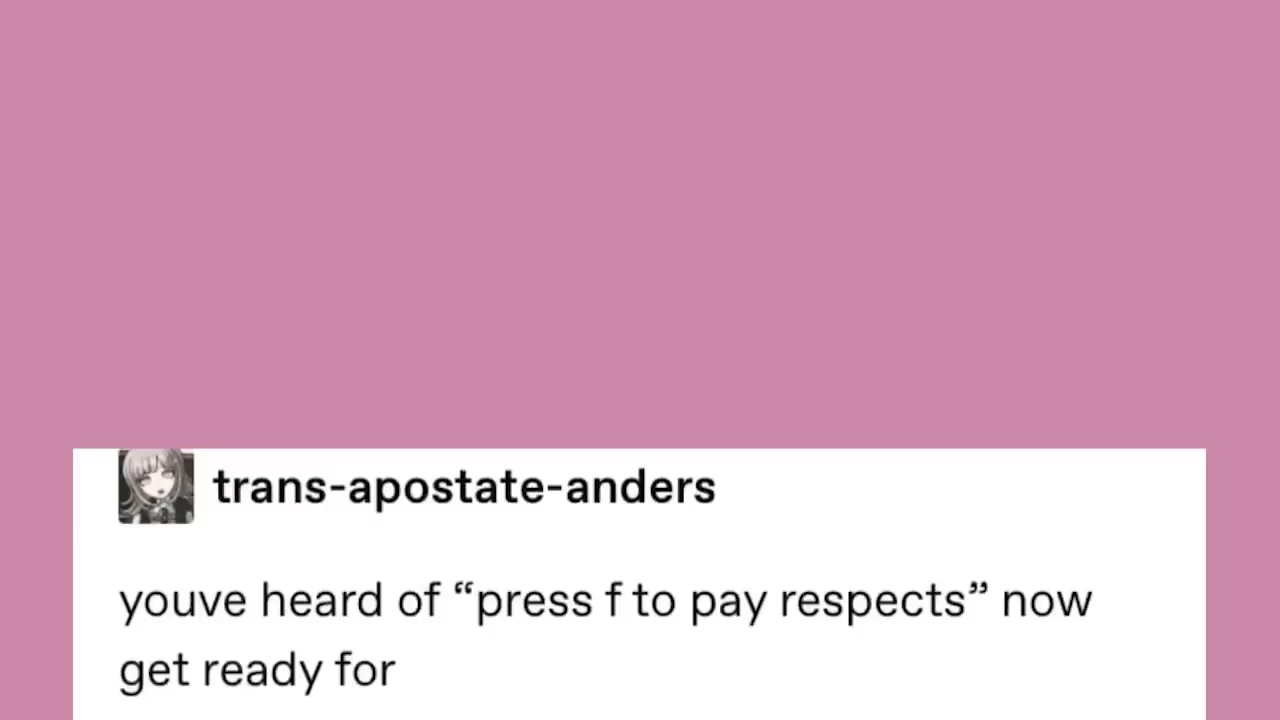 trans-apostate-anders
youve heard of “press f to pay respects” now
get ready for